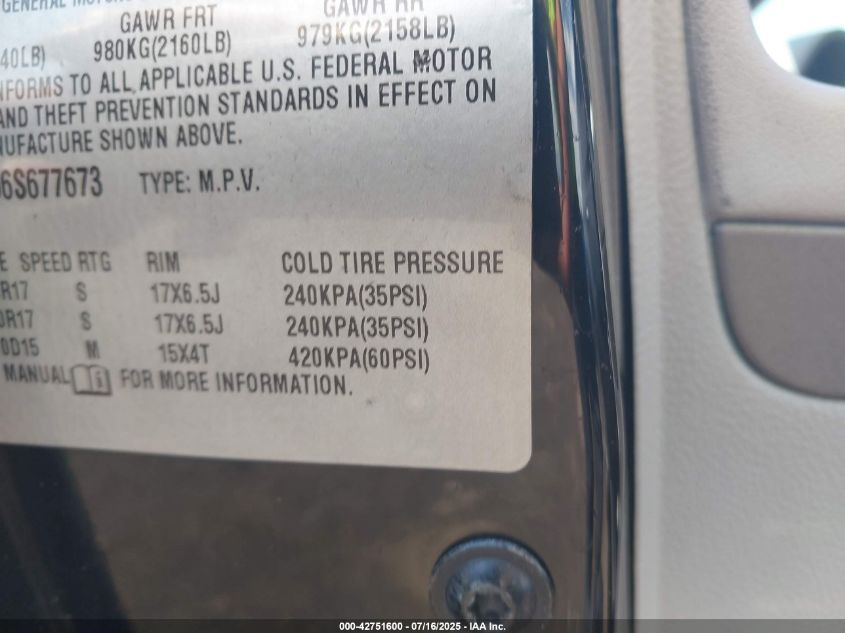 GENERAL MOTORS
GAWR FRT GAWR RR
40LB) 980KG(2160LB) 979KG(2158LB)
NFORMS TO ALL APPLICABLE U.S. FEDERAL MOTOR
AND THEFT PREVENTION STANDARDS IN EFFECT ON
NUFACTURE SHOWN ABOVE.
6S677673 TYPE: M.P.V.
E SPEED RTG RIM COLD TIRE PRESSURE
R17 S 17X6.5J 240KPA(35PSI)
0R17 S 17X6.5J 240KPA(35PSI)
0D15 M 15X4T 420KPA(60PSI)
MANUAL FOR MORE INFORMATION.
000-42751600 - 07/16/2025 - IAA Inc.